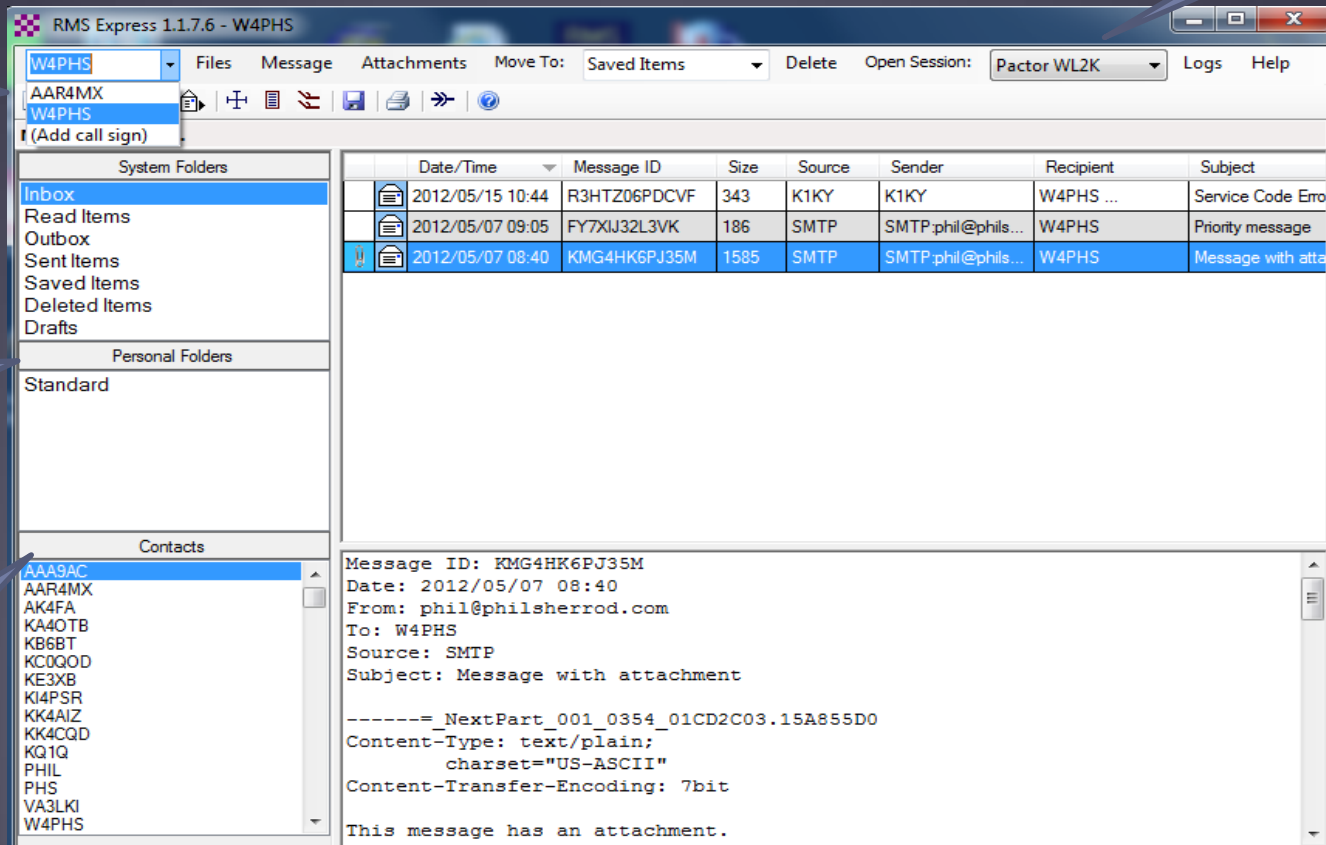 RMS Express 1.1.7.6 - W4PHS
W4PHS Files Message Attachments Move To: Saved Items Delete Open Session: Pactor WL2K Logs Help
AAR4MX
W4PHS
(Add call sign)
System Folders
Inbox
Read Items
Outbox
Sent Items
Saved Items
Deleted Items
Drafts
Personal Folders
Standard
Contacts
AAA9AC
AAR4MX
AK4FA
KA4OTB
KB6BT
KC0QOD
KE3XB
KI4PSR
KK4AIZ
KK4CQD
KQ1Q
PHIL
PHS
VA3LKI
W4PHS
Date/Time Message ID Size Source Sender Recipient Subject
2012/05/15 10:44 R3HTZ06PDCVF 343 K1KY K1KY W4PHS ... Service Code Erro
2012/05/07 09:05 FY7XIJ32L3VK 186 SMTP SMTP:phil@phils... W4PHS Priority message
2012/05/07 08:40 KMG4HK6PJ35M 1585 SMTP SMTP:phil@phils... W4PHS Message with atta
Message ID: KMG4HK6PJ35M
Date: 2012/05/07 08:40
From: phil@philsherrod.com
To: W4PHS
Source: SMTP
Subject: Message with attachment
------=_NextPart_001_0354_01CD2C03.15A855D0
Content-Type: text/plain;
charset="US-ASCII"
Content-Transfer-Encoding: 7bit
This message has an attachment.